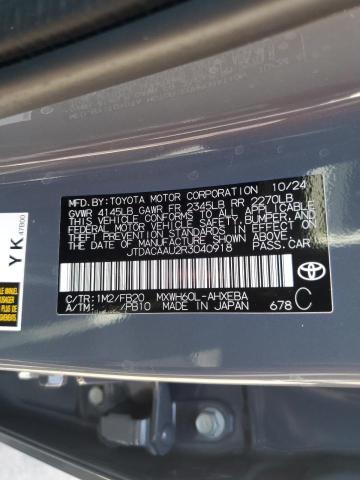 MFD. BY: TOYOTA MOTOR CORPORATION 10/24
GVWR 4145LB GAWR FR 2345LB RR 2270LB
THIS VEHICLE CONFORMS TO ALL APPLICABLE
FEDERAL MOTOR VEHICLE SAFETY, BUMPER, AND
THEFT PREVENTION STANDARDS IN EFFECT ON
THE DATE OF MANUFACTURE SHOWN ABOVE.
JTDACAAU2R3040918 PASS. CAR
C/TR: 1M2/FB20 MXWH60L-AHXEBA
A/TM: /PB10 MADE IN JAPAN 678 C
TOYOTA
YK 47B00